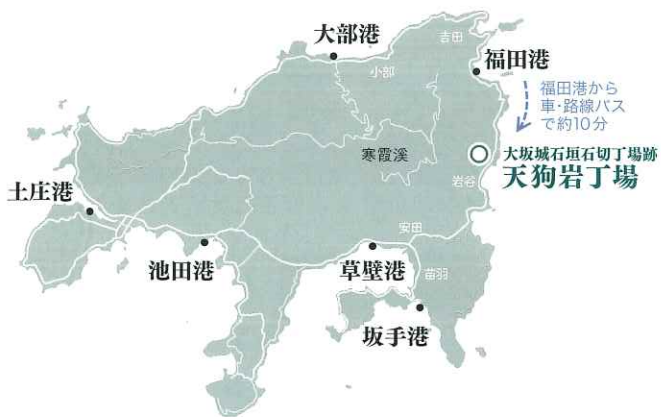 大部港
吉田
福田港
小部
福田港から
車・路線バス
で約10分
寒霞溪
大坂城石垣石切丁場跡
天狗岩丁場
岩谷
土庄港
安田
池田港
草壁港
苗羽
坂手港